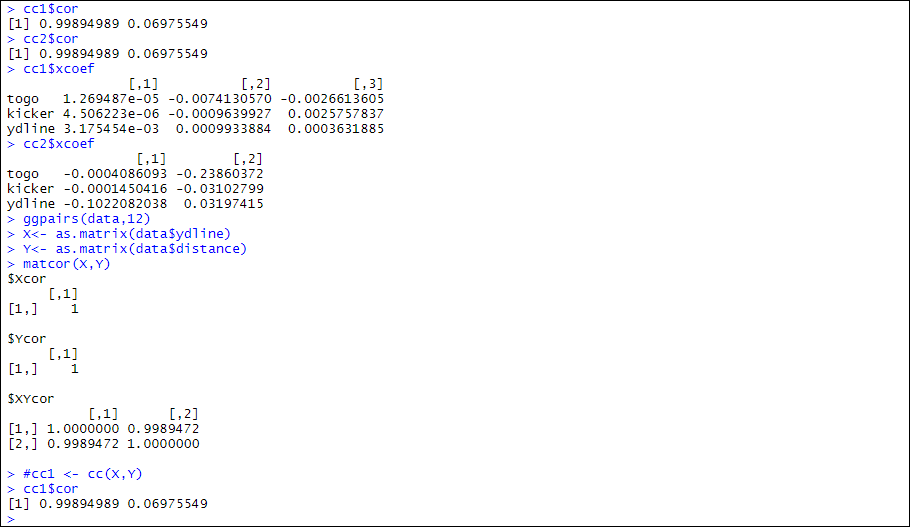 > cc1$cor
[1] 0.99894989 0.06975549
> cc2$cor
[1] 0.99894989 0.06975549
> cc1$xcoef
               [,1]          [,2]          [,3]
togo   1.269487e-05 -0.0074130570 -0.0026613605
kicker 4.506223e-06 -0.0009639927  0.0025757837
ydline 3.175454e-03  0.0009933884  0.0003631885
> cc2$xcoef
                [,1]        [,2]
togo   -0.0004086093 -0.23860372
kicker -0.0001450416 -0.03102799
ydline -0.1022082038  0.03197415
> ggpairs(data,12)
> X<- as.matrix(data$ydline)
> Y<- as.matrix(data$distance)
> matcor(X,Y)
$Xcor
     [,1]
[1,]    1
$Ycor
     [,1]
[1,]    1
$XYcor
          [,1]      [,2]
[1,] 1.0000000 0.9989472
[2,] 0.9989472 1.0000000
> #cc1 <- cc(X,Y)
> cc1$cor
[1] 0.99894989 0.06975549
>